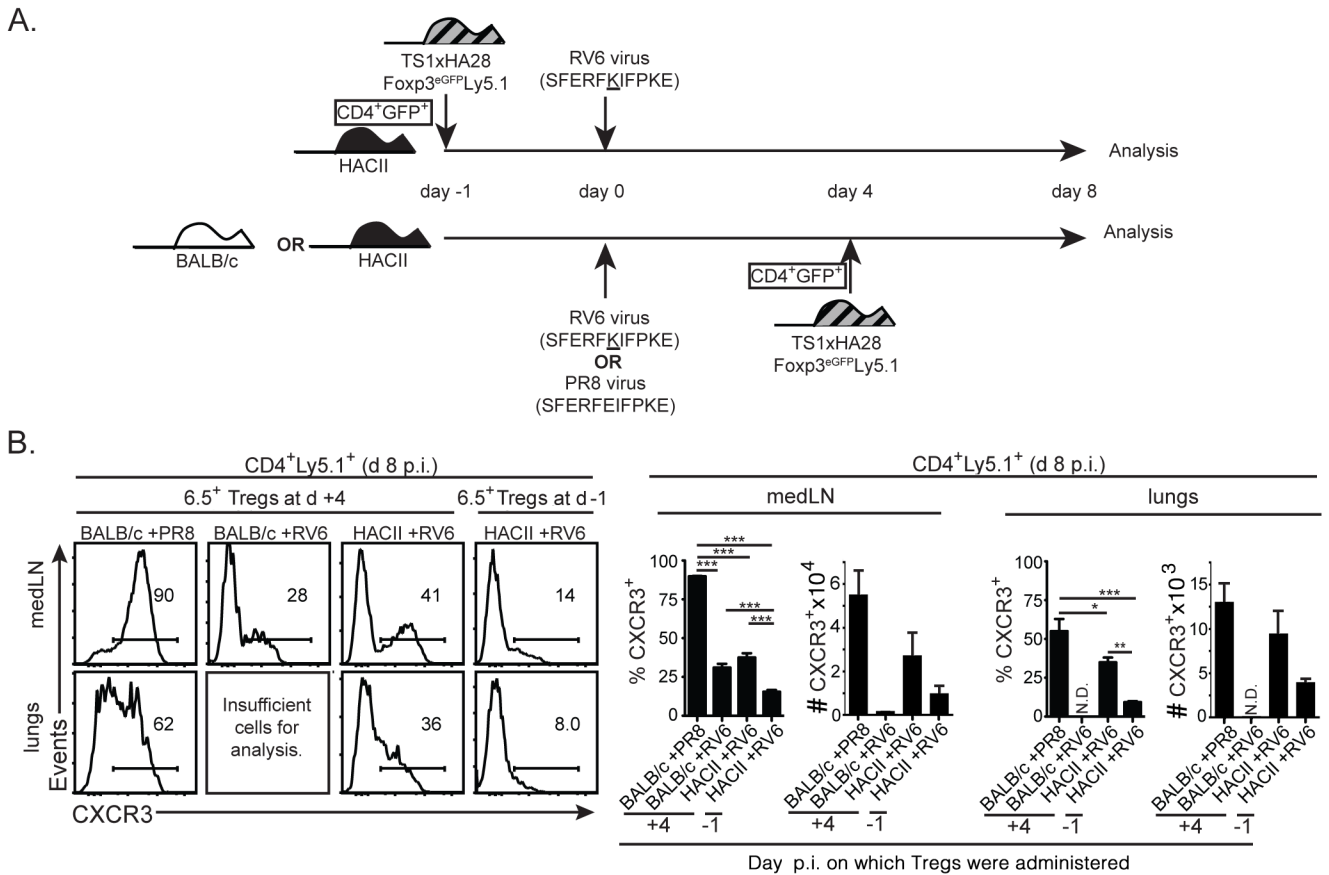 A.
TS1xHA28
Foxp3eGFPLy5.1
RV6 virus
(SFERFKIFPKE)
CD4+GFP+
HACII
Analysis
day -1
day 0
day 4
day 8
BALB/c
OR
HACII
Analysis
CD4+GFP+
RV6 virus
(SFERFKIFPKE)
OR
PR8 virus
(SFERFEIFPKE)
TS1xHA28
Foxp3eGFPLy5.1
B.
CD4+Ly5.1+ (d 8 p.i.)
6.5+ Tregs at d +4
6.5+ Tregs at d -1
BALB/c +PR8
BALB/c +RV6
HACII +RV6
HACII +RV6
medLN
90
28
41
14
lungs
62
Insufficient
cells for
analysis.
36
8.0
Events
CXCR3
CD4+Ly5.1+ (d 8 p.i.)
medLN
lungs
% CXCR3+
100
75
50
25
0
***
***
***
***
***
BALB/c +PR8
BALB/c +RV6
HACII +RV6
HACII +RV6
+4
-1
# CXCR3+x104
6
4
2
0
BALB/c +PR8
BALB/c +RV6
HACII +RV6
HACII +RV6
+4
-1
% CXCR3+
100
75
50
25
0
***
*
**
N.D.
BALB/c +PR8
BALB/c +RV6
HACII +RV6
HACII +RV6
+4
-1
# CXCR3+x103
15
10
5
0
N.D.
BALB/c +PR8
BALB/c +RV6
HACII +RV6
HACII +RV6
+4
-1
Day p.i. on which Tregs were administered